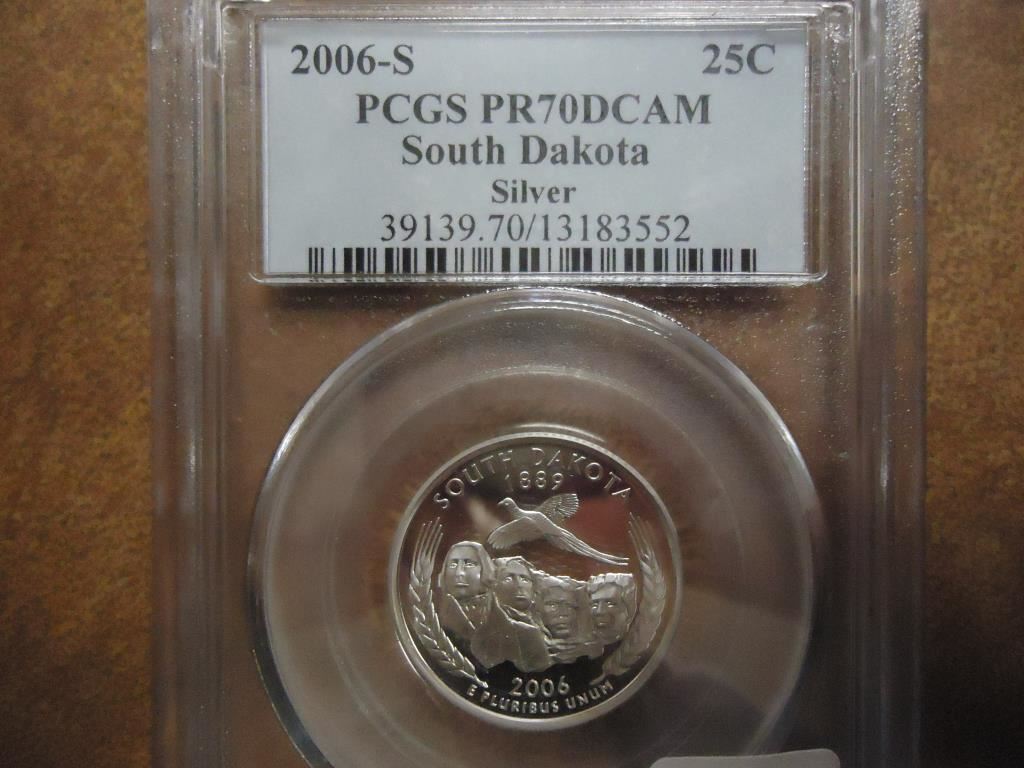 2006-S 25C
PCGS PR70DCAM
South Dakota
Silver
39139.70/13183552
SOUTH DAKOTA
1889
2006
E PLURIBUS UNUM